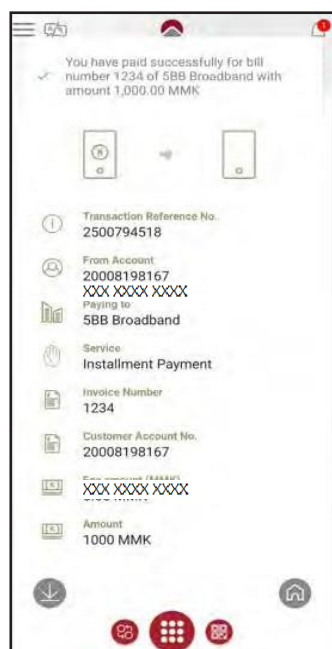 You have paid successfully for bill
number 1234 of 5BB Broadband with
amount 1,000.00 MMK
Transaction Reference No.
2500794518
From Account
20008198167
XXX XXXX XXXX
Paying to
5BB Broadband
Service
Installment Payment
Invoice Number
1234
Customer Account No.
20008198167
XXX XXXX XXXX
Amount
1000 MMK